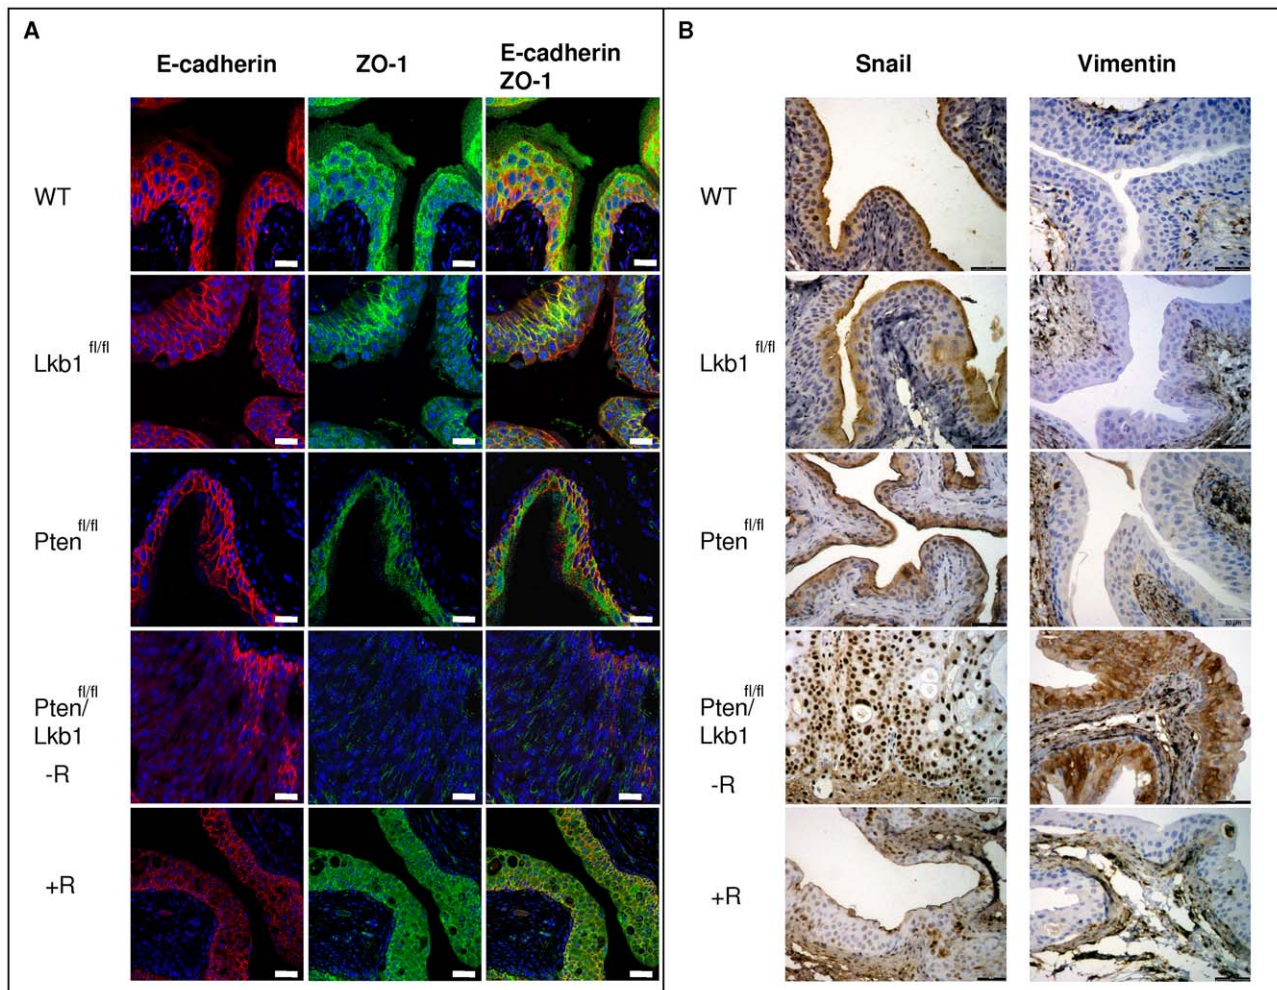 A
B
E-cadherin
ZO-1
E-cadherin
ZO-1
Snail
Vimentin
WT
WT
Lkb1 fl/fl
Lkb1 fl/fl
Pten fl/fl
Pten fl/fl
Pten/ fl/fl
Lkb1
-R
Pten/ fl/fl
Lkb1
-R
+R
+R